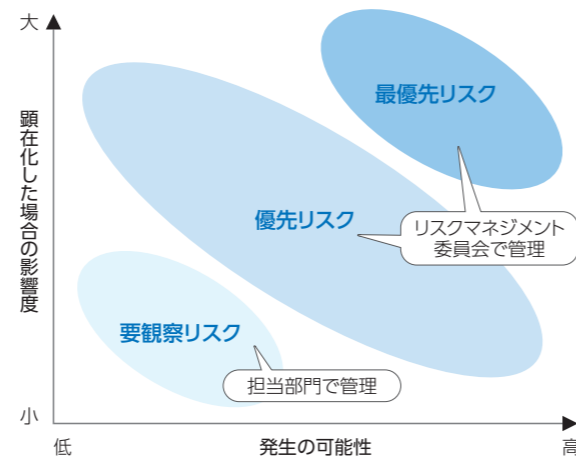 大
顕在化した場合の影響度
最優先リスク
優先リスク
リスクマネジメント
委員会で管理
要観察リスク
担当部門で管理
小
低
発生の可能性
高